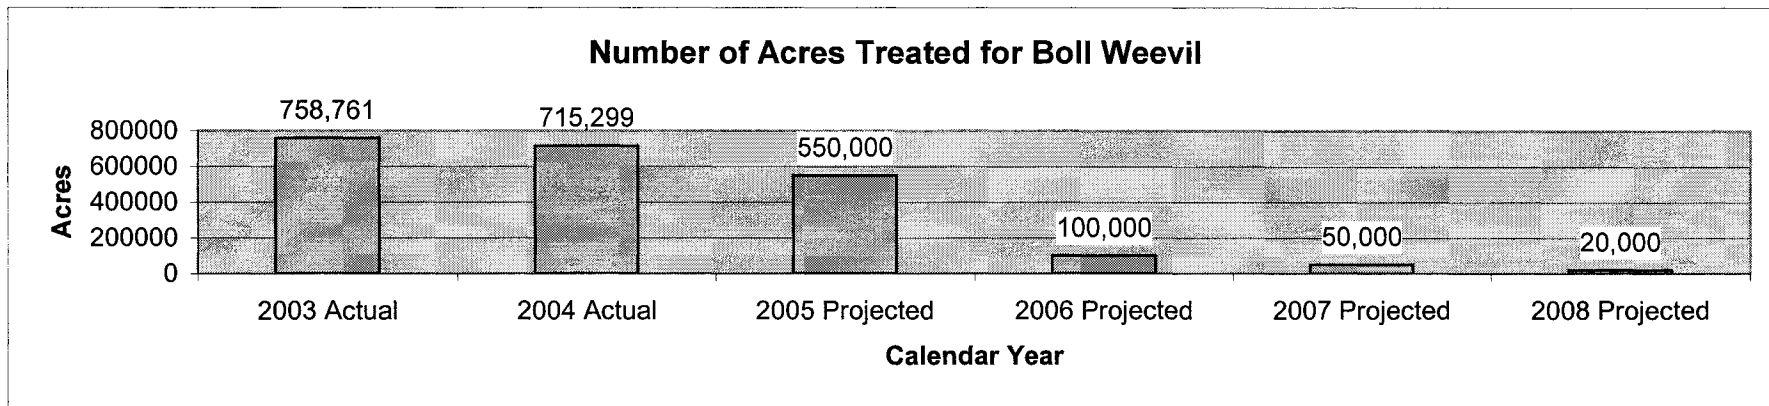 Number of Acres Treated for Boll Weevil
758,761
715,299
550,000
100,000
50,000
20,000
800000
600000
400000
200000
0
Acres
2003 Actual
2004 Actual
2005 Projected
2006 Projected
2007 Projected
2008 Projected
Calendar Year